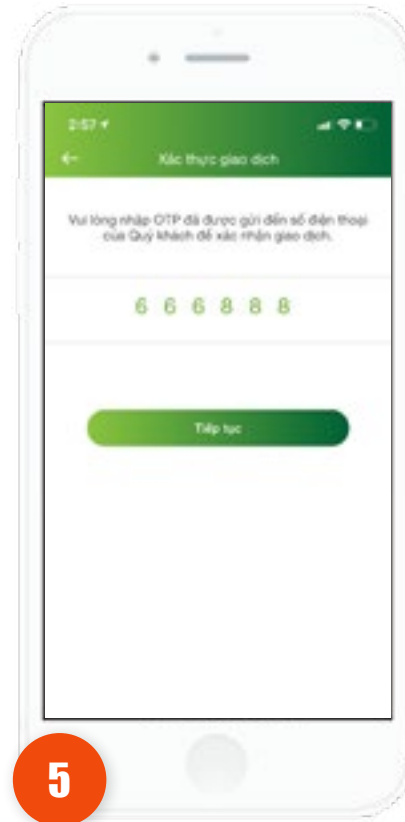 2:57
Xác thực giao dịch
Vui lòng nhập OTP đã được gửi đến số điện thoại
của Quý khách để xác nhận giao dịch.
6 6 6 8 8 8
Tiếp tục
5